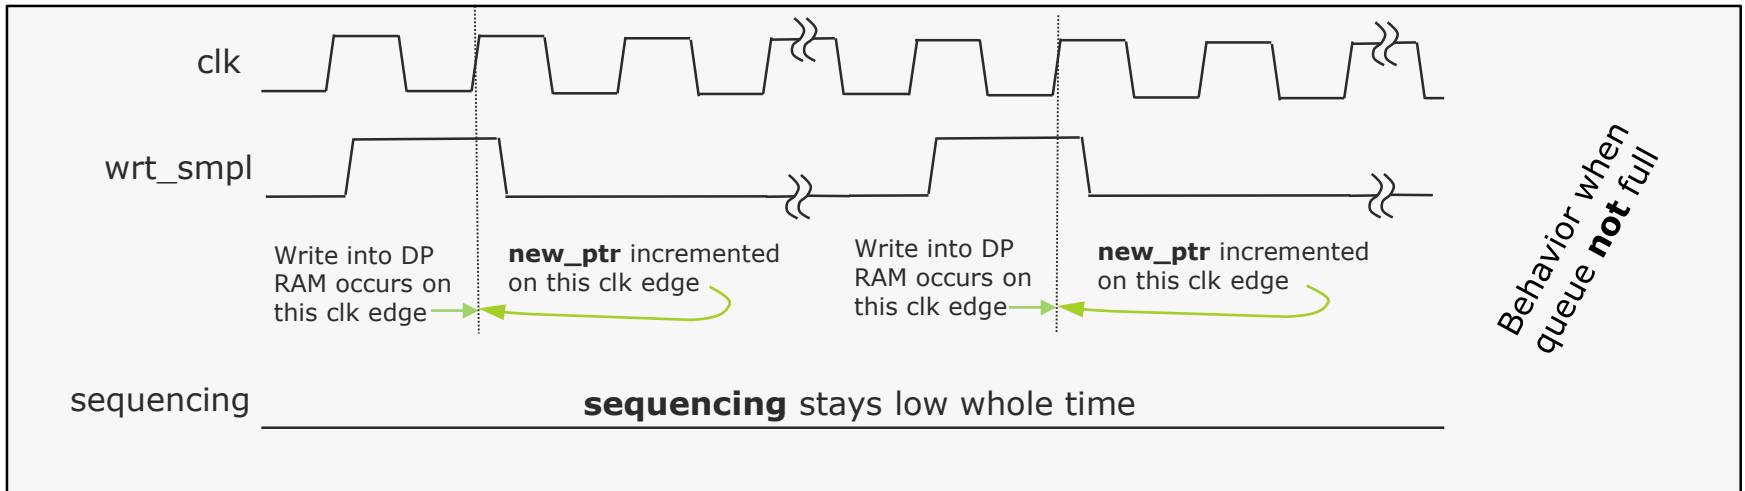 clk
wrt_smpl
Write into DP
RAM occurs on
this clk edge
new_ptr incremented
on this clk edge
Write into DP
RAM occurs on
this clk edge
new_ptr incremented
on this clk edge
Behavior when
queue not full
sequencing
sequencing stays low whole time